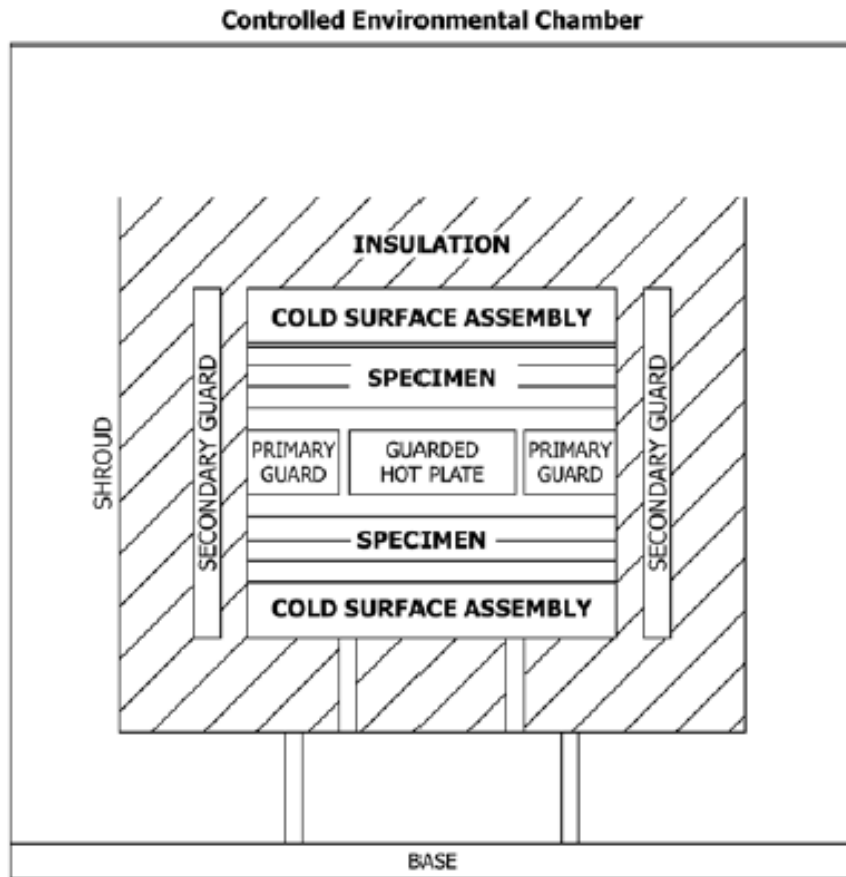 Controlled Environmental Chamber
INSULATION
COLD SURFACE ASSEMBLY
SPECIMEN
SHROUD
SECONDARY GUARD
PRIMARY
GUARD
GUARDED
HOT PLATE
PRIMARY
GUARD
SECONDARY GUARD
SPECIMEN
COLD SURFACE ASSEMBLY
BASE